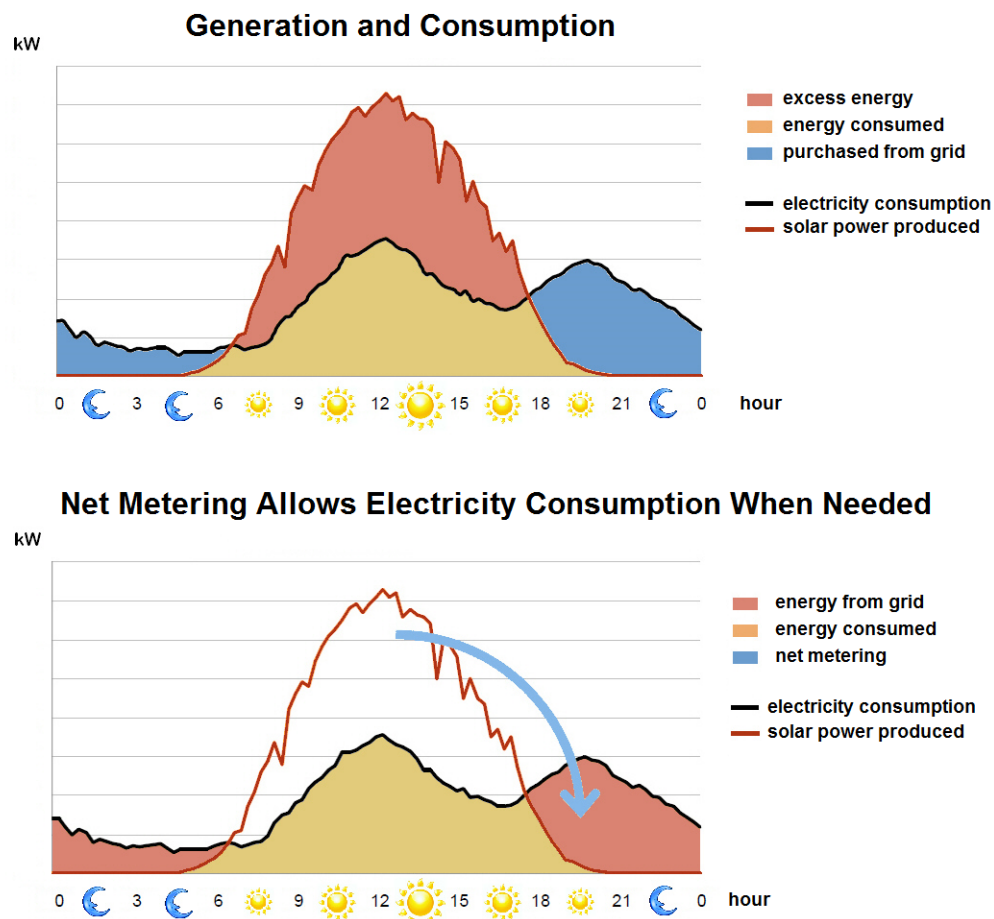 Generation and Consumption
kW
excess energy
energy consumed
purchased from grid
electricity consumption
solar power produced
0 3 6 9 12 15 18 21 0 hour
Net Metering Allows Electricity Consumption When Needed
kW
energy from grid
energy consumed
net metering
electricity consumption
solar power produced
0 3 6 9 12 15 18 21 0 hour